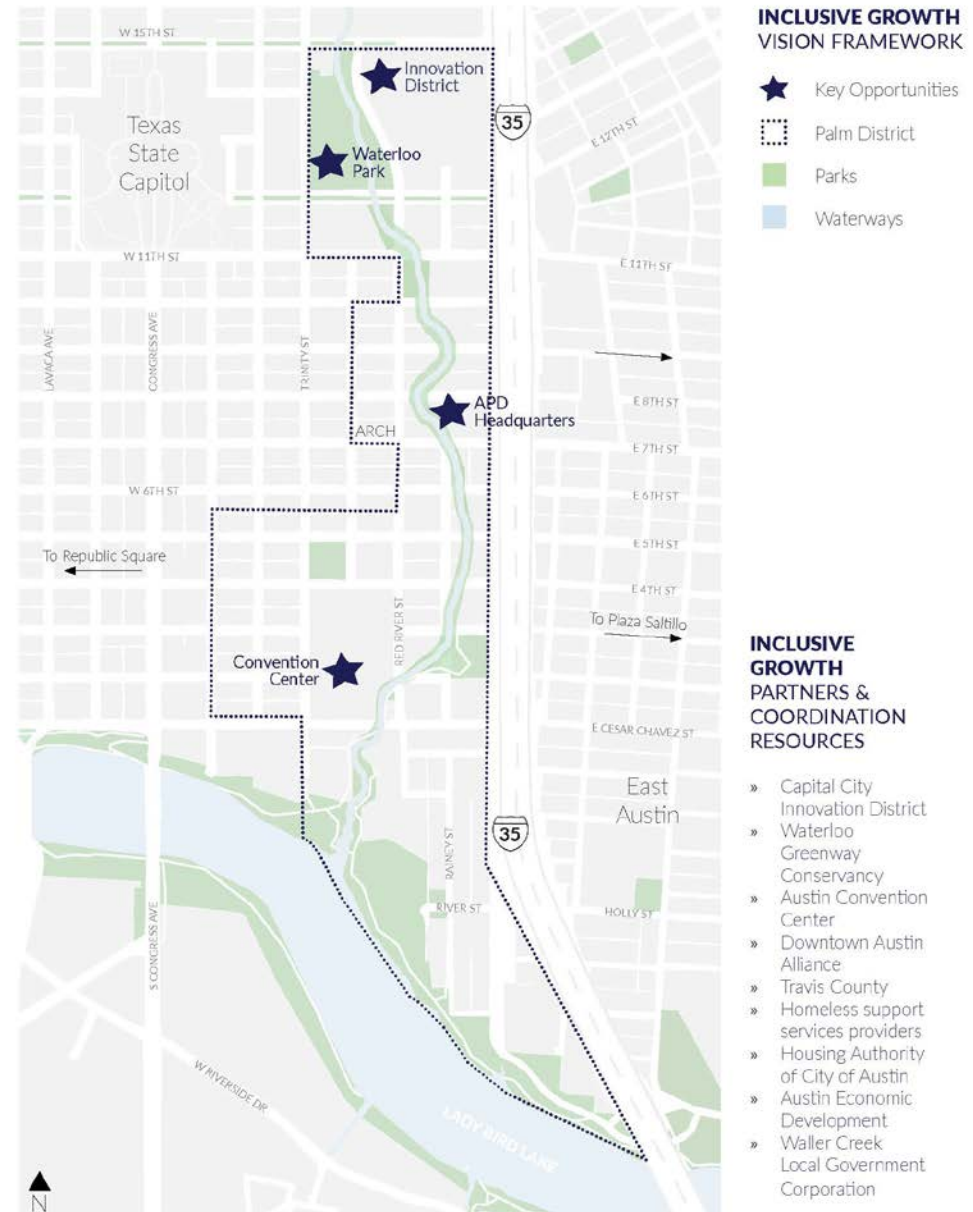 INCLUSIVE GROWTH
VISION FRAMEWORK
Key Opportunities
Palm District
Parks
Waterways
W 15TH ST
Innovation
District
35
E 12TH ST
Texas
State
Capitol
Waterloo
Park
W 11TH ST
E 11TH ST
LAVACA AVE
CONGRESS AVE
TRINITY ST
APD
Headquarters
E 8TH ST
ARCH
E 7TH ST
W 6TH ST
E 6TH ST
E 5TH ST
To Republic Square
E 4TH ST
RED RIVER ST
To Plaza Saltillo
Convention
Center
E CESAR CHAVEZ ST
East
Austin
35
RAINEY ST
RIVER ST
HOLLY ST
S CONGRESS AVE
W RIVERSIDE DR
LADY BIRD LAKE
N
INCLUSIVE
GROWTH
PARTNERS &
COORDINATION
RESOURCES
» Capital City
Innovation District
» Waterloo
Greenway
Conservancy
» Austin Convention
Center
» Downtown Austin
Alliance
» Travis County
» Homeless support
services providers
» Housing Authority
of City of Austin
» Austin Economic
Development
» Waller Creek
Local Government
Corporation